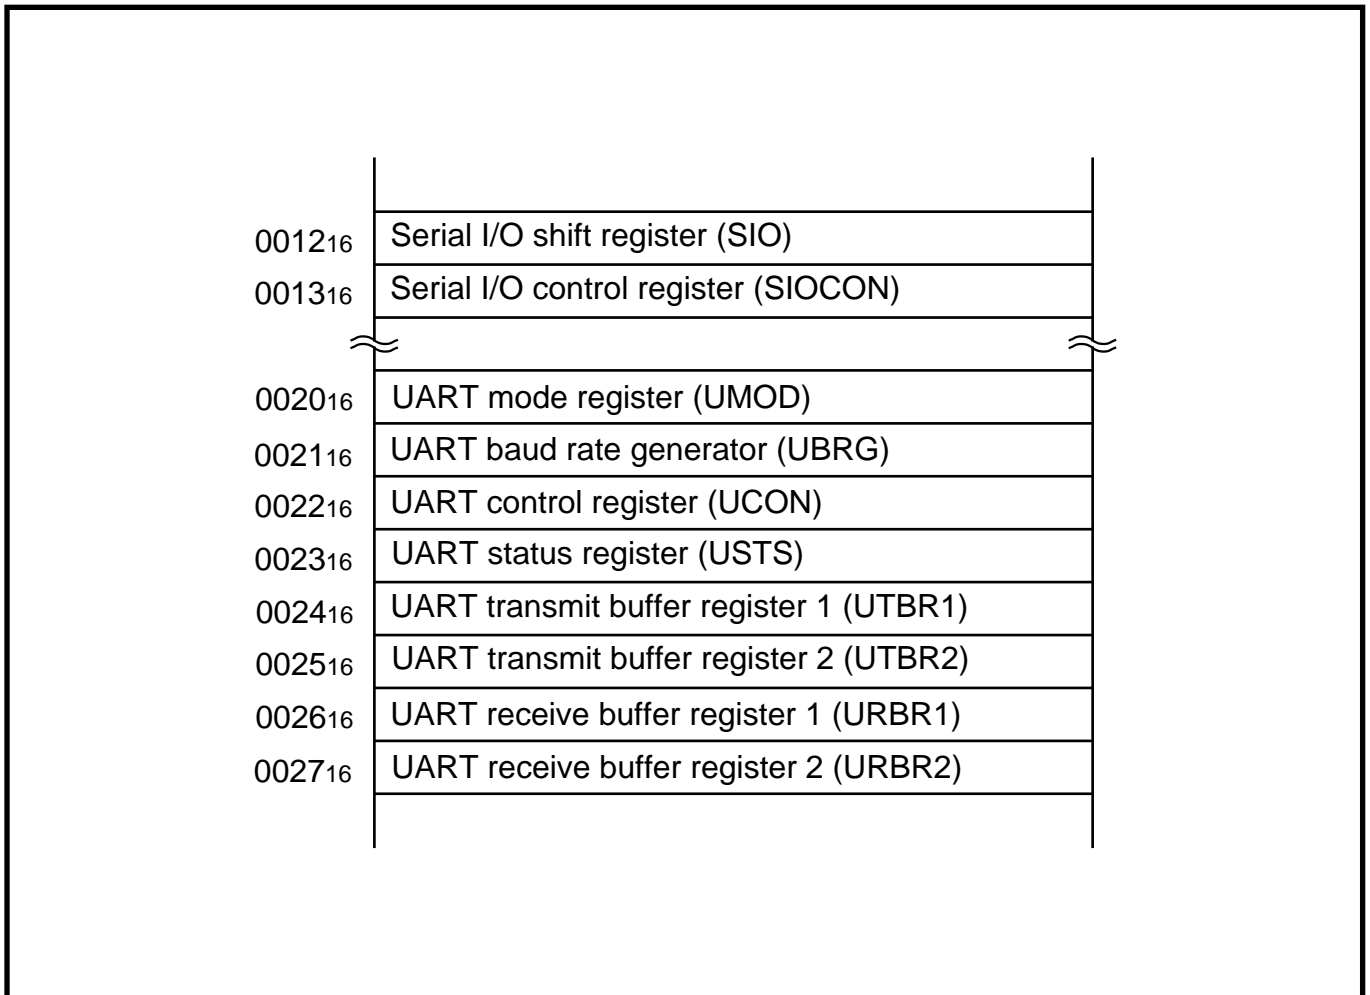 0012₁₆ Serial I/O shift register (SIO)
0013₁₆ Serial I/O control register (SIOCON)
0020₁₆ UART mode register (UMOD)
0021₁₆ UART baud rate generator (UBRG)
0022₁₆ UART control register (UCON)
0023₁₆ UART status register (USTS)
0024₁₆ UART transmit buffer register 1 (UTBR1)
0025₁₆ UART transmit buffer register 2 (UTBR2)
0026₁₆ UART receive buffer register 1 (URBR1)
0027₁₆ UART receive buffer register 2 (URBR2)